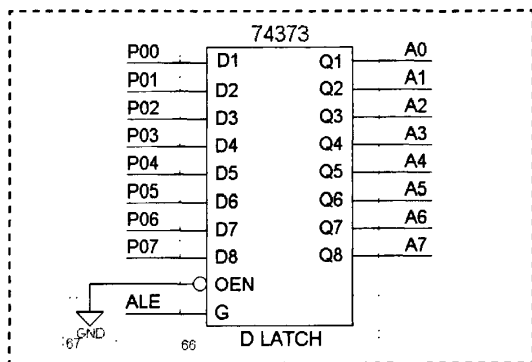 74373
P00 D1 Q1 A0
P01 D2 Q2 A1
P02 D3 Q3 A2
P03 D4 Q4 A3
P04 D5 Q5 A4
P05 D6 Q6 A5
P06 D7 Q7 A6
P07 D8 Q8 A7
OEN
ALE G
GND
67 66 D LATCH